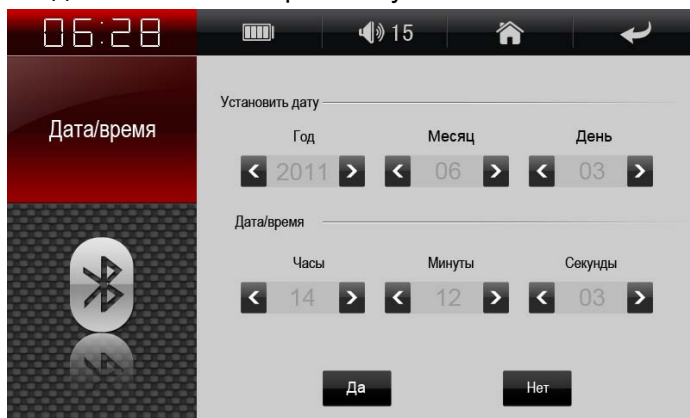 06:28 15
Дата/время
Установить дату
Год Месяц День
2011 06 03
Дата/время
Часы Минуты Секунды
14 12 03
Да Нет